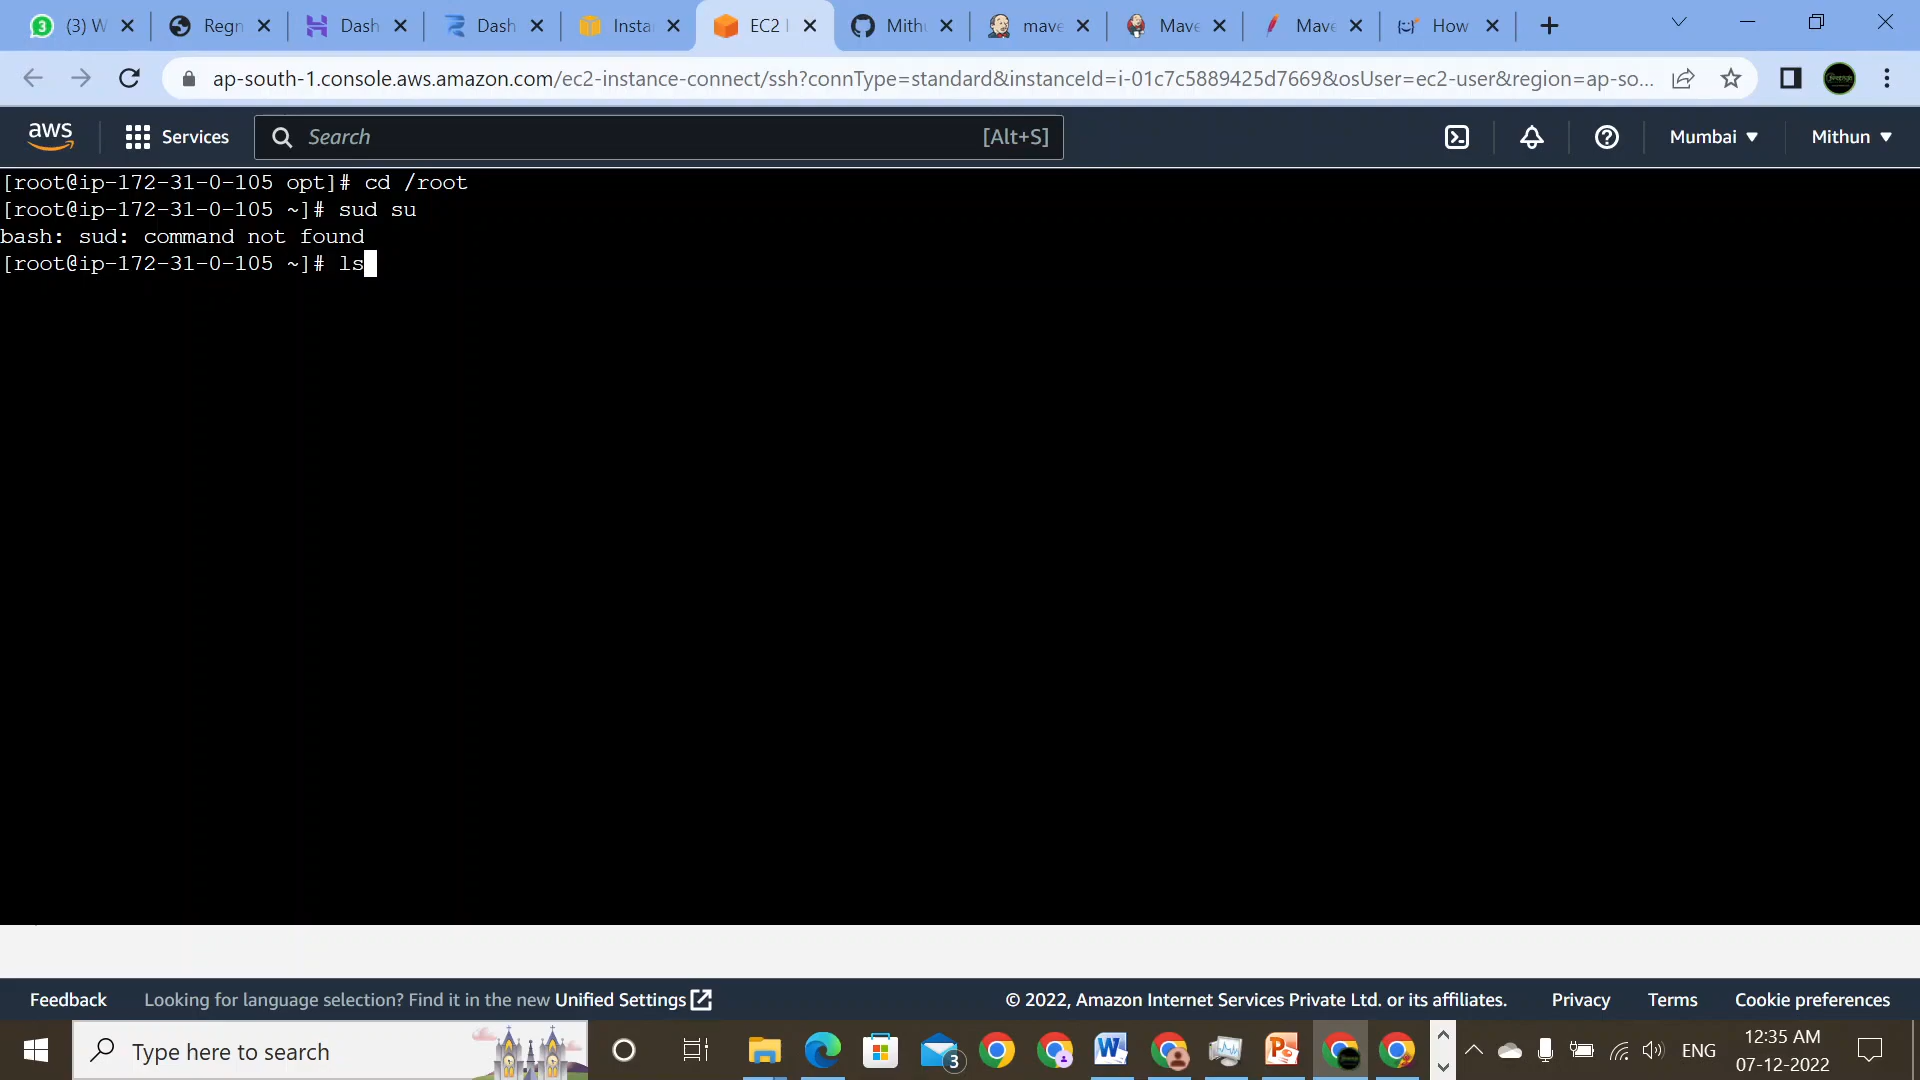 (3) W Regn Dash Dash Insta EC2 I Mithu mave Mave Mave How
ap-south-1.console.aws.amazon.com/ec2-instance-connect/ssh?connType=standard&instanceId=i-01c7c5889425d7669&osUser=ec2-user&region=ap-so...
aws Services Search [Alt+S] Mumbai Mithun
[root@ip-172-31-0-105 opt]# cd /root
[root@ip-172-31-0-105 ~]# sud su
bash: sud: command not found
[root@ip-172-31-0-105 ~]# ls
Feedback Looking for language selection? Find it in the new Unified Settings © 2022, Amazon Internet Services Private Ltd. or its affiliates. Privacy Terms Cookie preferences
Type here to search 3 ENG 12:35 AM
07-12-2022